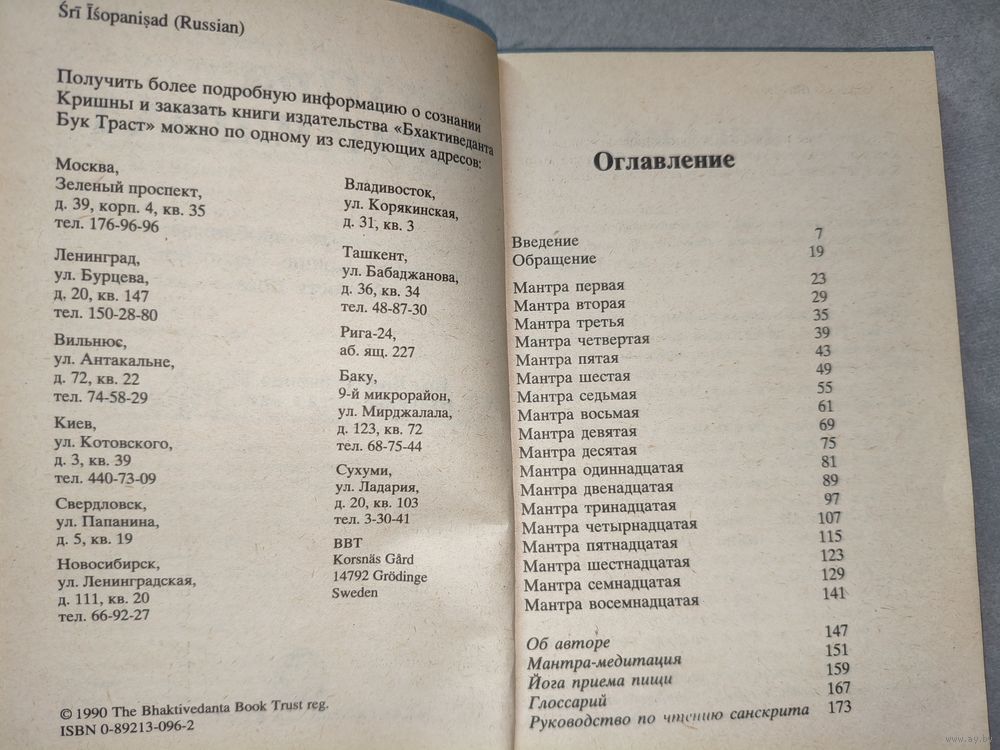 Śrī Īśopaniṣad (Russian)
Получить более подробную информацию о сознании
Кришны и заказать книги издательства «Бхактиведанта
Бук Траст» можно по одному из следующих адресов:
Москва,
Зеленый проспект,
д. 39, корп. 4, кв. 35
тел. 176-96-96
Ленинград,
ул. Бурцева,
д. 20, кв. 147
тел. 150-28-80
Вильнюс,
ул. Антакальне,
д. 72, кв. 22
тел. 74-58-29
Киев,
ул. Котовского,
д. 3, кв. 39
тел. 440-73-09
Свердловск,
ул. Папанина,
д. 5, кв. 19
Новосибирск,
ул. Ленинградская,
д. 111, кв. 20
тел. 66-92-27
Владивосток,
ул. Корякинская,
д. 31, кв. 3
Ташкент,
ул. Бабаджанова,
д. 36, кв. 34
тел. 48-87-30
Рига-24,
аб. ящ. 227
Баку,
9-й микрорайон,
ул. Мирджалала,
д. 123, кв. 72
тел. 68-75-44
Сухуми,
ул. Ладария,
д. 20, кв. 103
тел. 3-30-41
BBT
Korsnäs Gård
14792 Grödinge
Sweden
© 1990 The Bhaktivedanta Book Trust reg.
ISBN 0-89213-096-2
Оглавление
Введение 7
Обращение 19
Мантра первая 23
Мантра вторая 29
Мантра третья 35
Мантра четвертая 39
Мантра пятая 43
Мантра шестая 49
Мантра седьмая 55
Мантра восьмая 61
Мантра девятая 69
Мантра десятая 75
Мантра одиннадцатая 81
Мантра двенадцатая 89
Мантра тринадцатая 97
Мантра четырнадцатая 107
Мантра пятнадцатая 115
Мантра шестнадцатая 123
Мантра семнадцатая 129
Мантра восемнадцатая 141
Об авторе 147
Мантра-медитация 151
Йога приема пищи 159
Глоссарий 167
Руководство по чтению санскрита 173
www.ay.by